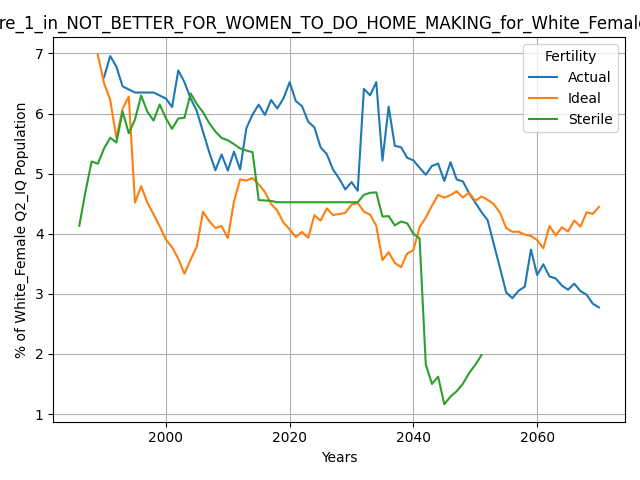 re_1_in_NOT_BETTER_FOR_WOMEN_TO_DO_HOME_MAKING_for_White_Female
% of White_Female Q2_IQ Population
7
6
5
4
3
2
1
Fertility
Actual
Ideal
Sterile
2000 2020 2040 2060
Years